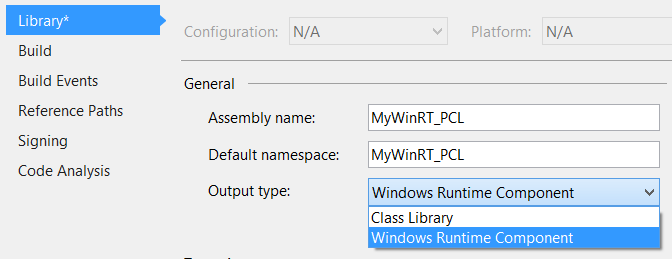 Library*
Build
Build Events
Reference Paths
Signing
Code Analysis
Configuration: N/A Platform: N/A
General
Assembly name: MyWinRT_PCL
Default namespace: MyWinRT_PCL
Output type: Windows Runtime Component
Class Library
Windows Runtime Component